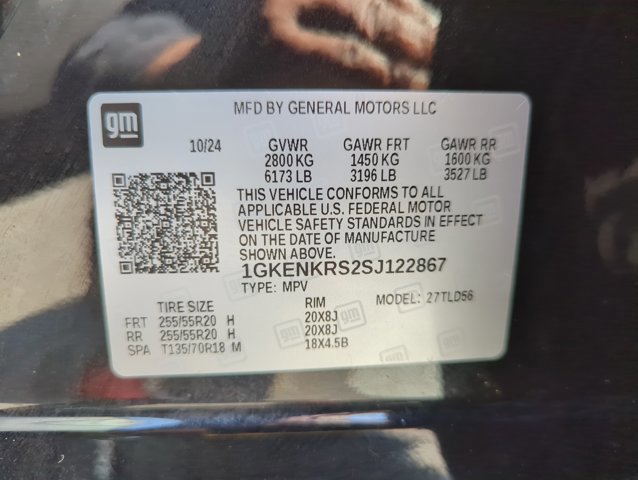 gm
MFD BY GENERAL MOTORS LLC
10/24 GVWR GAWR FRT GAWR RR
2800 KG 1450 KG 1600 KG
6173 LB 3196 LB 3527 LB
THIS VEHICLE CONFORMS TO ALL
APPLICABLE U.S. FEDERAL MOTOR
VEHICLE SAFETY STANDARDS IN EFFECT
ON THE DATE OF MANUFACTURE
SHOWN ABOVE.
1GKENKRS2SJ122867
TYPE: MPV MODEL: 27TLD56
TIRE SIZE RIM
FRT 255/55R20 H 20X8J
RR 255/55R20 H 20X8J
SPA T135/70R18 M 18X4.5B